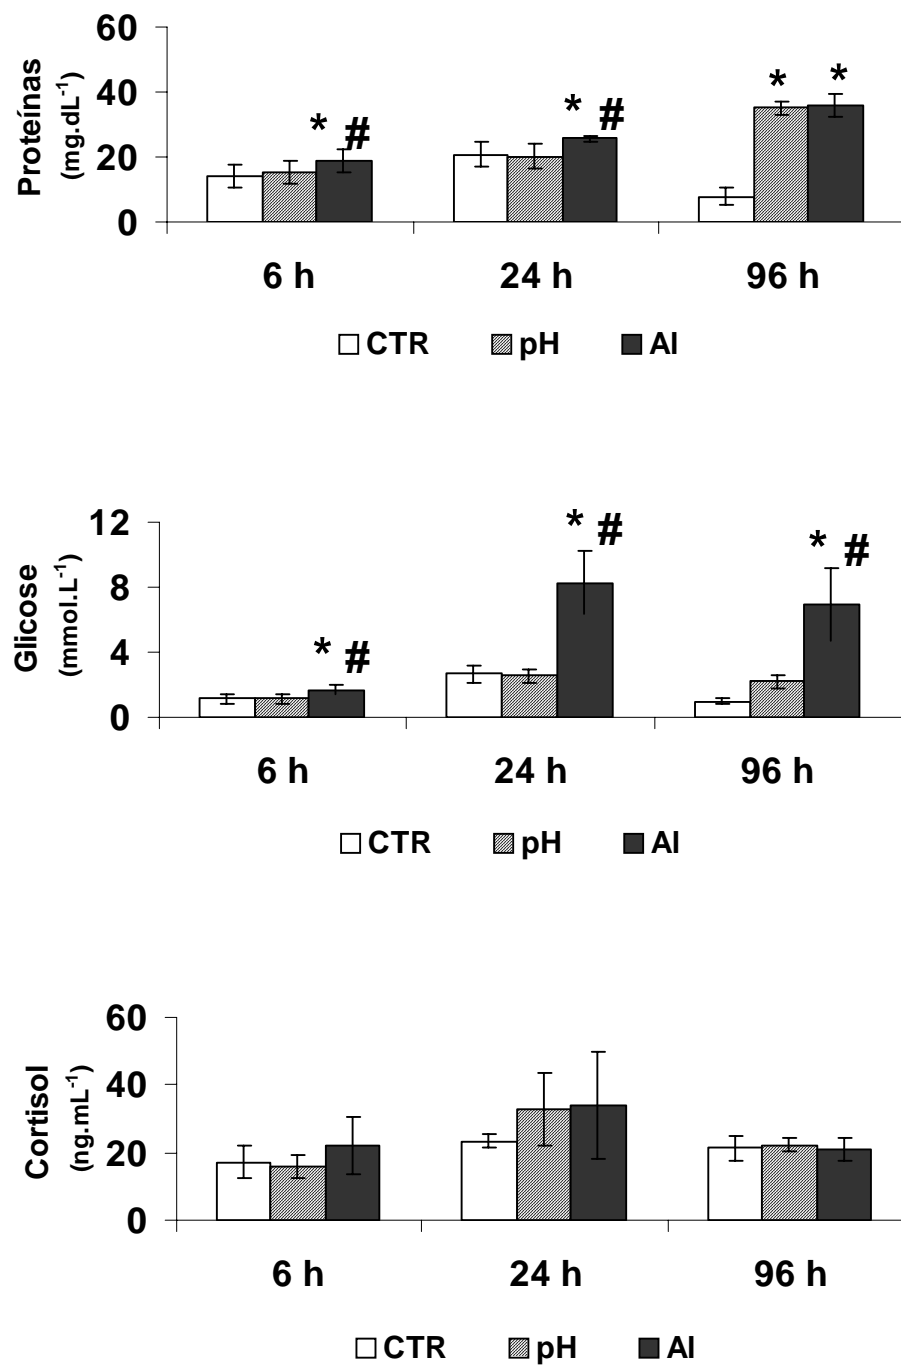 60
40
20
0
Proteínas
(mg.dL-1)
* #
* #
* *
6 h 24 h 96 h
CTR pH Al
12
8
4
0
Glicose
(mmol.L-1)
* #
* #
* #
6 h 24 h 96 h
CTR pH Al
60
40
20
0
Cortisol
(ng.mL-1)
6 h 24 h 96 h
CTR pH Al